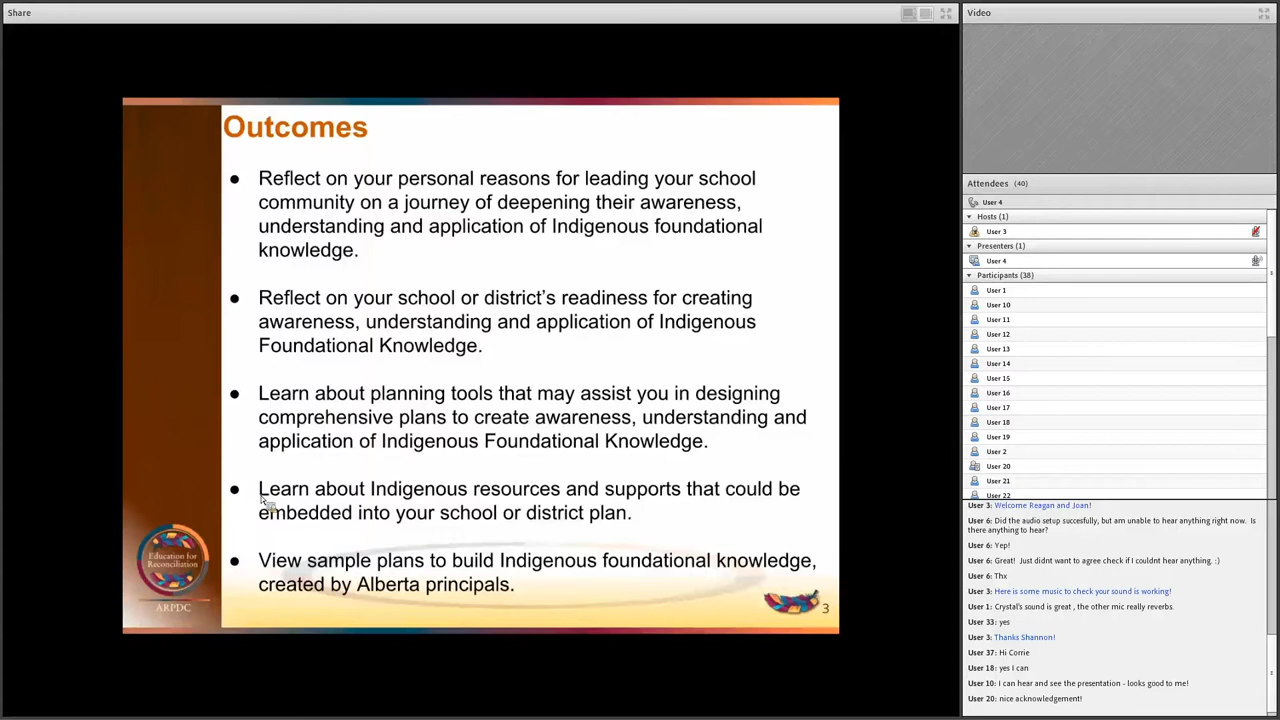 Share
Outcomes
● Reflect on your personal reasons for leading your school
community on a journey of deepening their awareness,
understanding and application of Indigenous foundational
knowledge.
● Reflect on your school or district's readiness for creating
awareness, understanding and application of Indigenous
Foundational Knowledge.
● Learn about planning tools that may assist you in designing
comprehensive plans to create awareness, understanding and
application of Indigenous Foundational Knowledge.
● Learn about Indigenous resources and supports that could be
embedded into your school or district plan.
● View sample plans to build Indigenous foundational knowledge,
created by Alberta principals.
Education for
Reconciliation
ARPDC
3
Video
Attendees (40)
User 4
Hosts (1)
User 3
Presenters (1)
User 4
Participants (38)
User 1
User 10
User 11
User 12
User 13
User 14
User 15
User 16
User 17
User 18
User 19
User 2
User 20
User 21
User 22
User 3: Welcome Reagan and Joan!
User 6: Did the audio setup succesfully, but am unable to hear anything right now. Is
there anything to hear?
User 6: Yep!
User 6: Great! Just didnt want to agree check if I couldnt hear anything. :)
User 6: Thx
User 3: Here is some music to check your sound is working!
User 1: Crystal's sound is great , the other mic really reverbs.
User 33: yes
User 3: Thanks Shannon!
User 37: Hi Corrie
User 18: yes I can
User 10: I can hear and see the presentation - looks good to me!
User 20: nice acknowledgement!